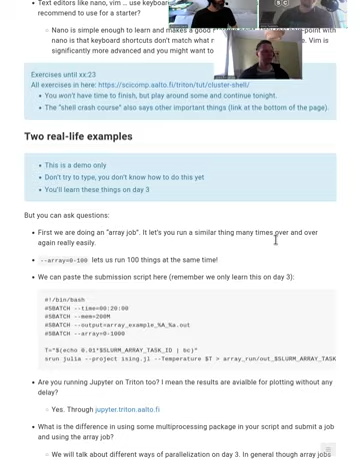 Text editors like nano, vim … use keyboar
recommend to use for a starter?
Nano is simple enough to learn and makes a good
point with
nano is that keyboard shortcuts don't match what
e. Vim is
significantly more advanced and you might want to
Exercises until xx:23
All exercises in here: https://scicomp.aalto.fi/triton/tut/cluster-shell/
You won't have time to finish, but play around some and continue tonight.
The "shell crash course" also says other important things (link at the bottom of the page).
Two real-life examples
This is a demo only
Don't try to type, you don't know how to do this yet
You'll learn these things on day 3
But you can ask questions:
First we are doing an "array job". It let's you run a similar thing many times over and over
again really easily.
--array=0-100 lets us run 100 things at the same time!
We can paste the submission script here (remember we only learn this on day 3):
#!/bin/bash
#SBATCH --time=00:20:00
#SBATCH --mem=200M
#SBATCH --output=array_example_%A_%a.out
#SBATCH --array=0-1000
T="$(echo 0.01*$SLURM_ARRAY_TASK_ID | bc)"
srun julia --project ising.jl --Temperature $T > array_run/out_$SLURM_ARRAY_TASK
Are you running Jupyter on Triton too? I mean the results are avialble for plotting without any
delay?
Yes. Through jupyter.triton.aalto.fi
What is the difference in using some multiprocessing package in your script and submit a job
and using the array job?
We will talk about different ways of parallelization on day 3. In general though array jobs